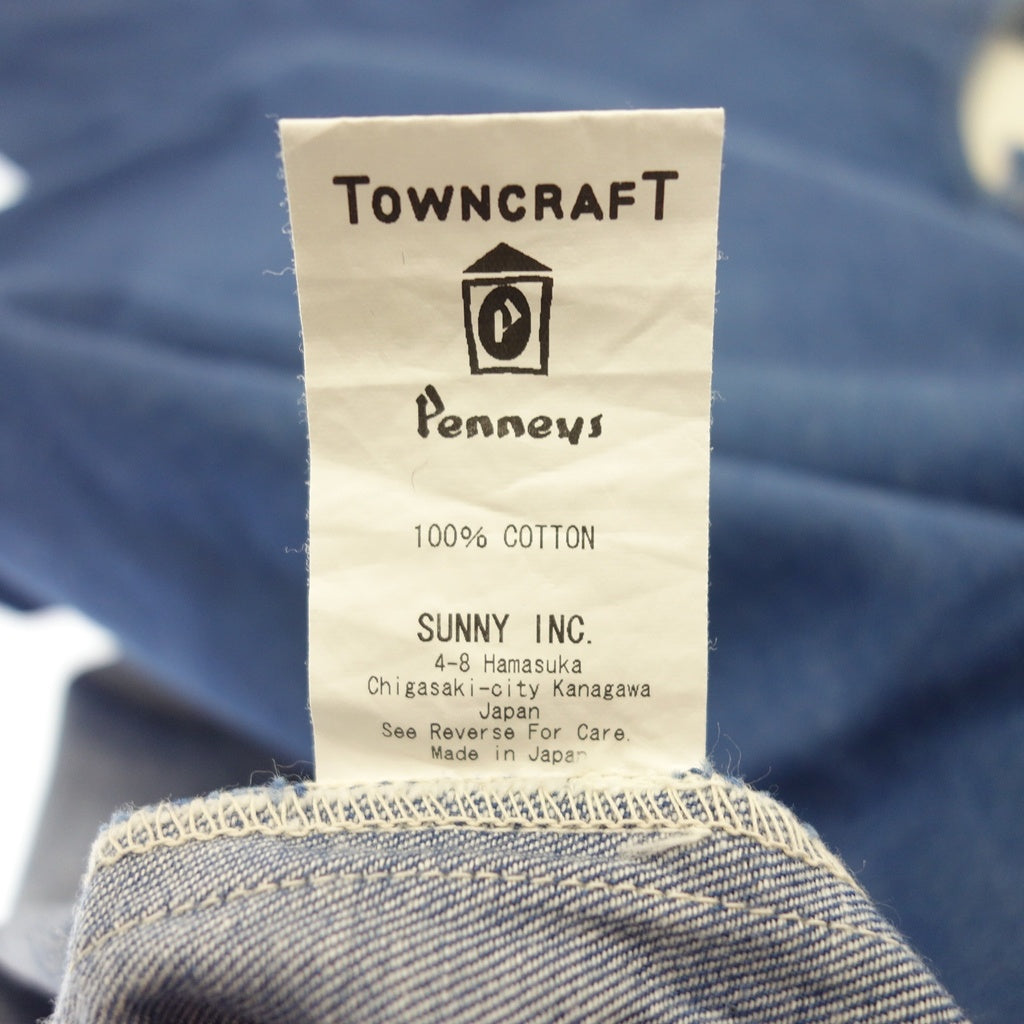 TOWNCRAFT
P
Penneys
100% COTTON
SUNNY INC.
4-8 Hamasuka
Chigasaki-city Kanagawa
Japan
See Reverse For Care.
Made in Japan